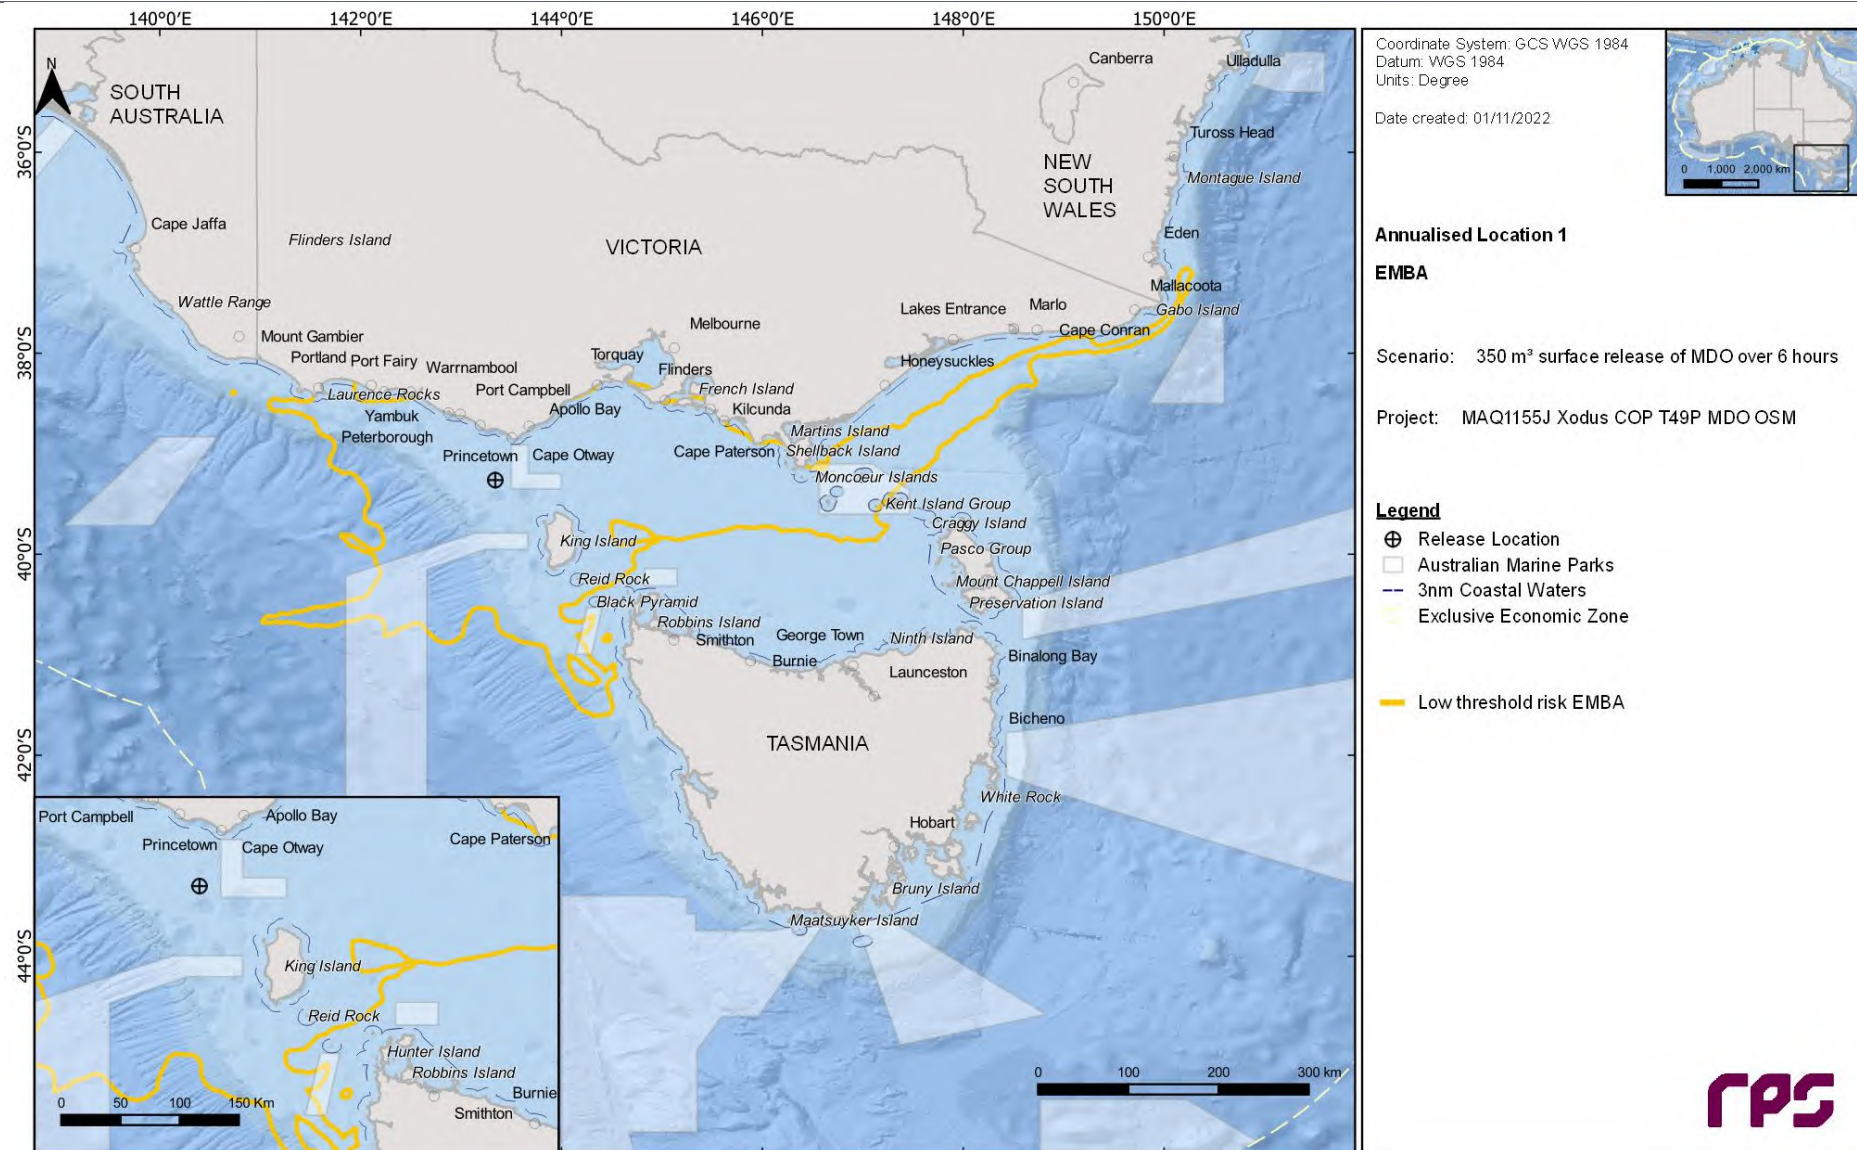 140°0'E 142°0'E 144°0'E 146°0'E 148°0'E 150°0'E
36°0'S
38°0'S
40°0'S
42°0'S
44°0'S
N
SOUTH
AUSTRALIA
Canberra
Ulladulla
Tuross Head
NEW
SOUTH
WALES
Montague Island
Cape Jaffa
Flinders Island
VICTORIA
Eden
Wattle Range
Mallacoota
Gabo Island
Lakes Entrance
Marlo
Melbourne
Cape Conran
Mount Gambier
Portland
Port Fairy
Warrnambool
Torquay
Honeysuckles
Flinders
Port Campbell
French Island
Laurence Rocks
Apollo Bay
Kilcunda
Yambuk
Peterborough
Martins Island
Shellback Island
Princetown
Cape Otway
Cape Paterson
Moncoeur Islands
Kent Island Group
Craggy Island
King Island
Pasco Group
Reid Rock
Mount Chappell Island
Black Pyramid
Preservation Island
Robbins Island
Smithton
George Town
Ninth Island
Burnie
Binalong Bay
Launceston
Bicheno
TASMANIA
White Rock
Hobart
Bruny Island
Maatsuyker Island
0 100 200 300 km
Port Campbell
Apollo Bay
Princetown
Cape Otway
Cape Paterson
King Island
Reid Rock
Hunter Island
Robbins Island
Burnie
Smithton
0 50 100 150 Km
Coordinate System: GCS WGS 1984
Datum: WGS 1984
Units: Degree
Date created: 01/11/2022
0 1,000 2,000 km
Annualised Location 1
EMBA
Scenario: 350 m³ surface release of MDO over 6 hours
Project: MAQ1155J Xodus COP T49P MDO OSM
Legend
Release Location
Australian Marine Parks
3nm Coastal Waters
Exclusive Economic Zone
Low threshold risk EMBA
rps